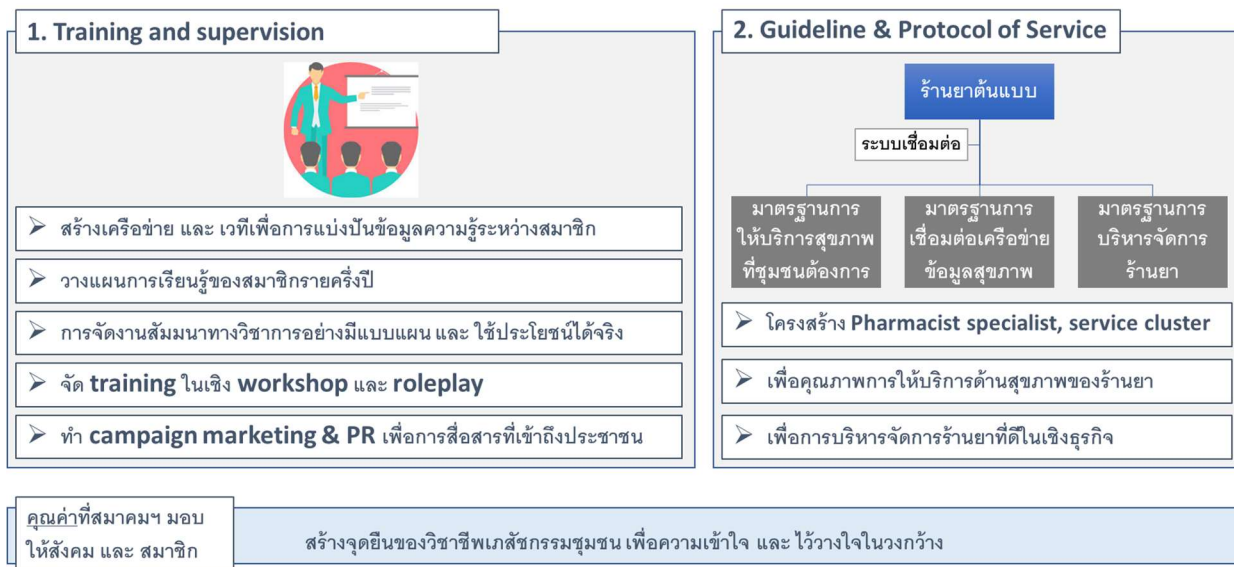 1. Training and supervision
➢ สร้างเครือข่าย และ เวทีเพื่อการแบ่งปันข้อมูลความรู้ระหว่างสมาชิก
➢ วางแผนการเรียนรู้ของสมาชิกรายครึ่งปี
➢ การจัดงานสัมมนาทางวิชาการอย่างมีแบบแผน และ ใช้ประโยชน์ได้จริง
➢ จัด training ในเชิง workshop และ roleplay
➢ ทำ campaign marketing & PR เพื่อการสื่อสารที่เข้าถึงประชาชน
2. Guideline & Protocol of Service
ร้านยาต้นแบบ
ระบบเชื่อมต่อ
มาตรฐานการ
ให้บริการสุขภาพ
ที่ชุมชนต้องการ
มาตรฐานการ
เชื่อมต่อเครือข่าย
ข้อมูลสุขภาพ
มาตรฐานการ
บริหารจัดการ
ร้านยา
➢ โครงสร้าง Pharmacist specialist, service cluster
➢ เพื่อคุณภาพการให้บริการด้านสุขภาพของร้านยา
➢ เพื่อการบริหารจัดการร้านยาที่ดีในเชิงธุรกิจ
คุณค่าที่สมาคมฯ มอบ
ให้สังคม และ สมาชิก
สร้างจุดยืนของวิชาชีพเภสัชกรรมชุมชน เพื่อความเข้าใจ และ ไว้วางใจในวงกว้าง